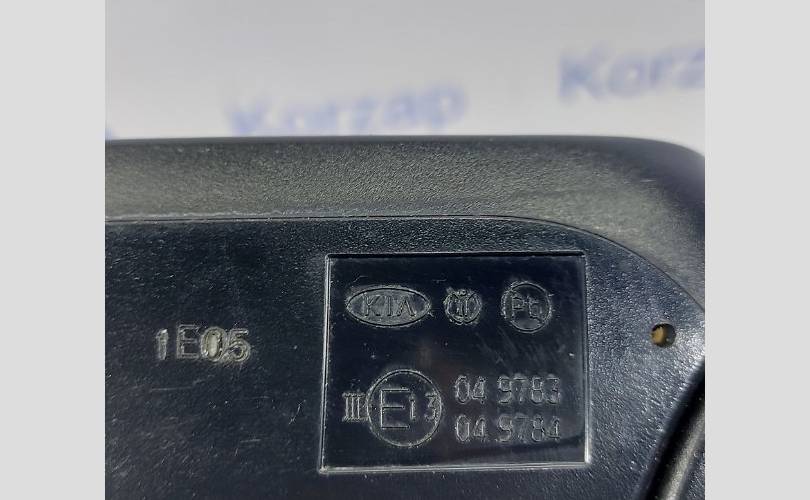 Korzap Korzap
1E05
KIA Pb
III E13 04 9783
04 9784